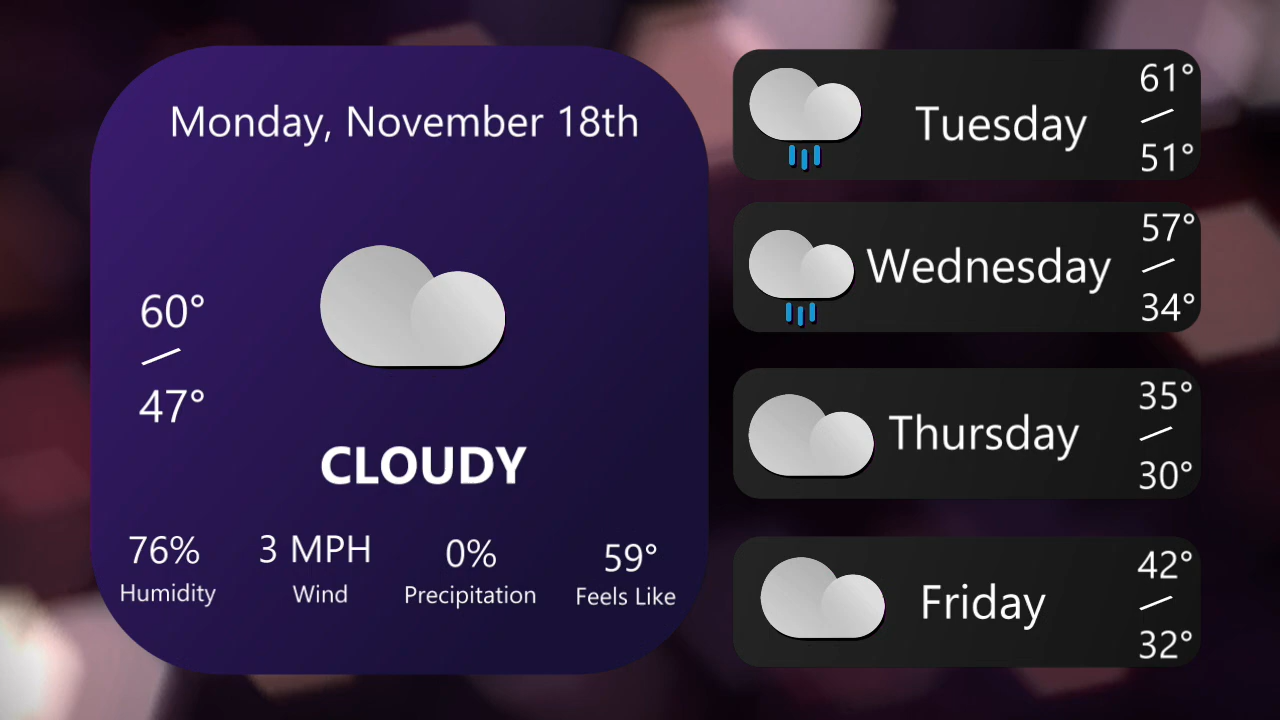 Monday, November 18th
60°
47°
CLOUDY
76%
Humidity
3 MPH
Wind
0%
Precipitation
59°
Feels Like
Tuesday
61°
51°
Wednesday
57°
34°
Thursday
35°
30°
Friday
42°
32°